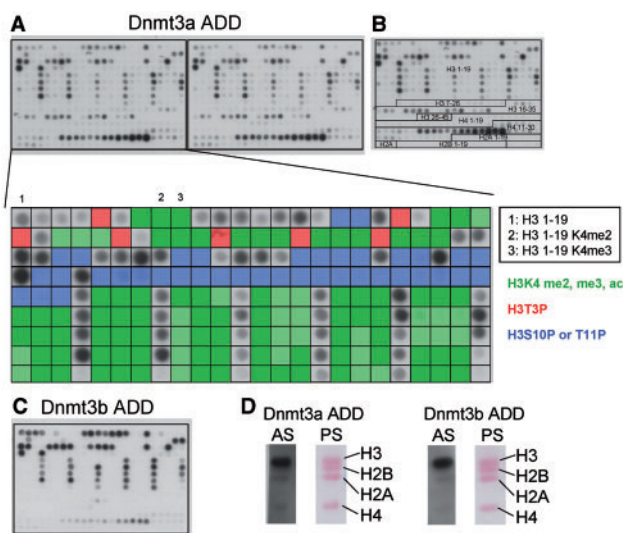 A
Dnmt3a ADD
B
H3 1-19
H3 7-26
H3 16-35
H3 26-45
H4 1-19
H4 11-30
H2A 1-19
H2A
H2B 1-19
1
2
3
1: H3 1-19
2: H3 1-19 K4me2
3: H3 1-19 K4me3
H3K4 me2, me3, ac
H3T3P
H3S10P or T11P
C
Dnmt3b ADD
D
Dnmt3a ADD
AS
PS
H3
H2B
H2A
H4
Dnmt3b ADD
AS
PS
H3
H2B
H2A
H4